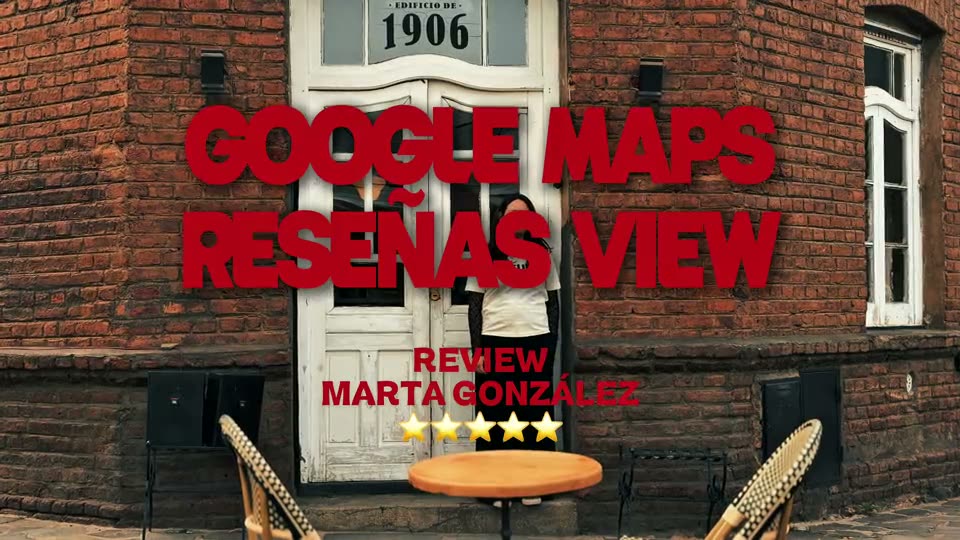 · EDIFICIO DE ·
1906
GOOGLE MAPS
RESEÑAS VIEW
REVIEW
MARTA GONZÁLEZ
⭐⭐⭐⭐⭐